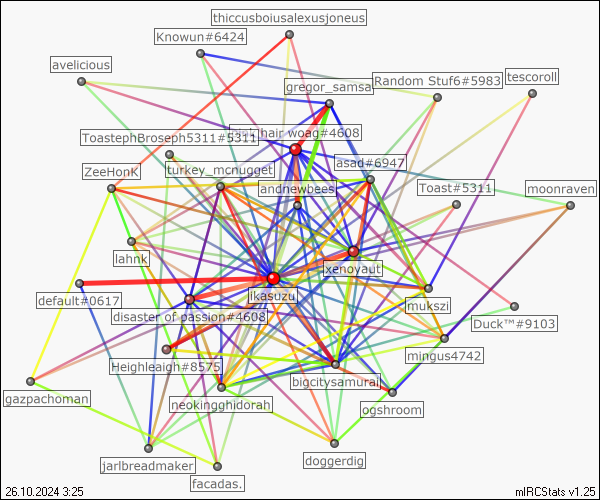 thiccusboiusalexusjoneus
Knowun#6424
avelicious
gregor_samsa
Random Stuf6#5983
tescoroll
ToastephBroseph5311#5311
hair woag#4608
asad#6947
ZeeHonK
turkey_mcnugget
andnewbees
Toast#5311
moonraven
lahnk
xenoyaut
default#0617
ikasuzu
mukszi
disaster of passion#4608
Duck™#9103
Heighleaigh#8575
mingus4742
bigcitysamurai
gazpachoman
neokingghidorah
ogshroom
jarlbreadmaker
doggerdig
facadas.
26.10.2024 3:25
mIRCStats v1.25